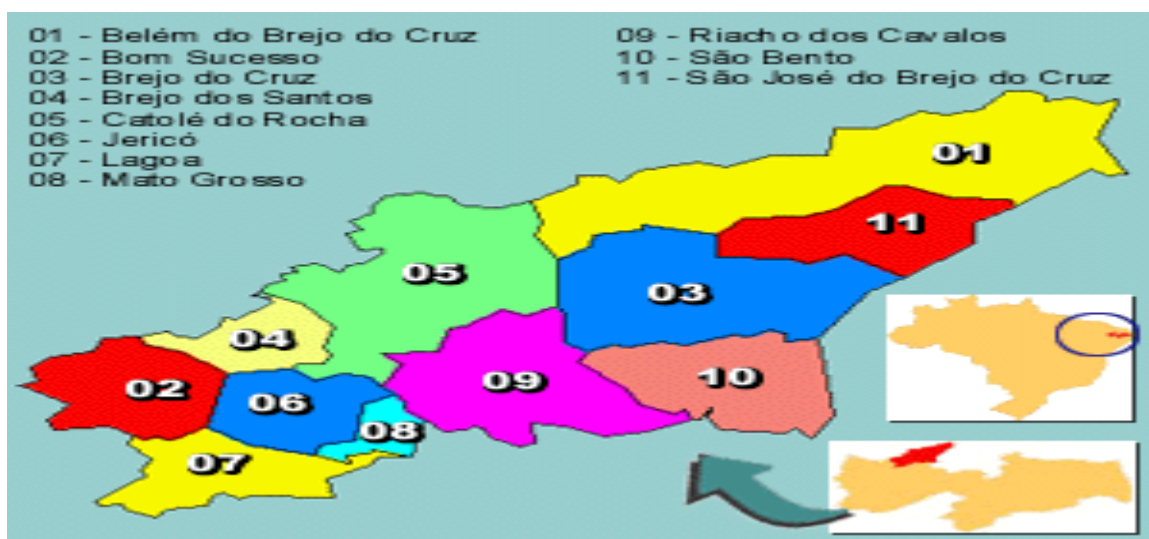 01 - Belém do Brejo do Cruz
02 - Bom Sucesso
03 - Brejo do Cruz
04 - Brejo dos Santos
05 - Catolé do Rocha
06 - Jericó
07 - Lagoa
08 - Mato Grosso
09 - Riacho dos Cavalos
10 - São Bento
11 - São José do Brejo do Cruz
01
11
05
03
04
02
06
09
10
08
07